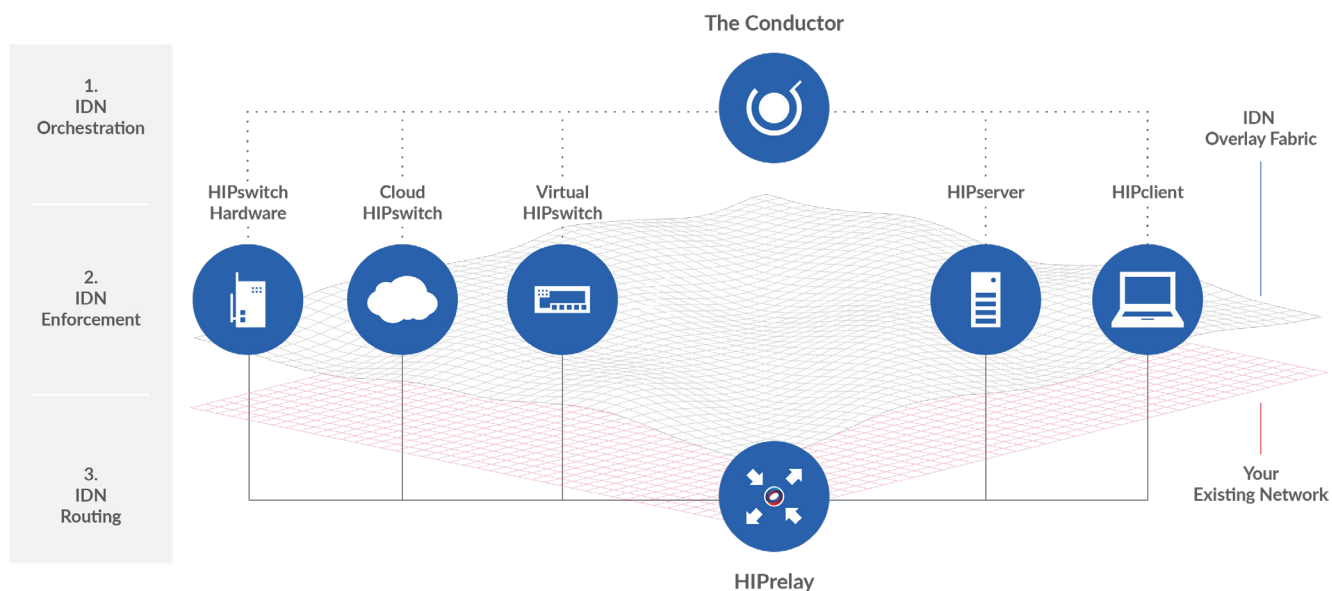 The Conductor
1.
IDN
Orchestration
IDN
Overlay Fabric
HIPswitch
Hardware
Cloud
HIPswitch
Virtual
HIPswitch
HIPserver
HIPclient
2.
IDN
Enforcement
3.
IDN
Routing
Your
Existing Network
HIPrelay